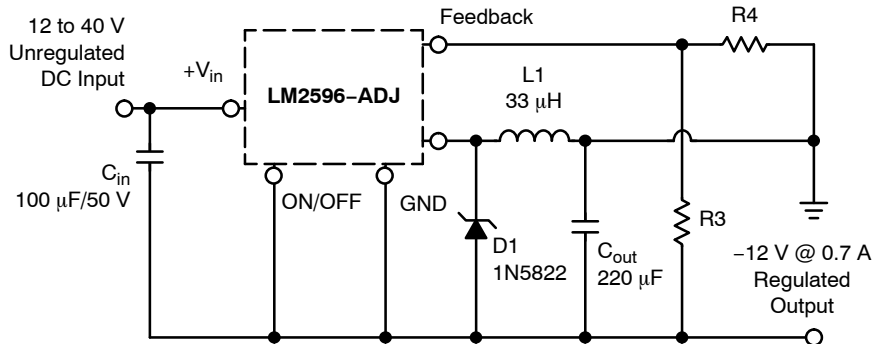 12 to 40 V
Unregulated
DC Input
+Vin
Feedback
R4
LM2596−ADJ
L1
33 μH
Cin
100 μF/50 V
ON/OFF
GND
D1
1N5822
Cout
220 μF
R3
−12 V @ 0.7 A
Regulated
Output